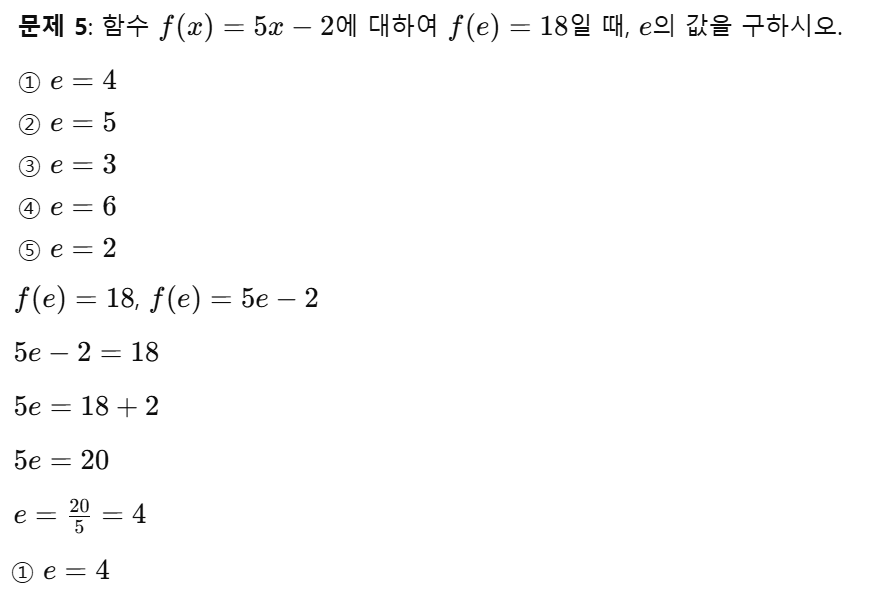 문제 5: 함수 f(x) = 5x − 2에 대하여 f(e) = 18일 때, e의 값을 구하시오.
① e = 4
② e = 5
③ e = 3
④ e = 6
⑤ e = 2
f(e) = 18, f(e) = 5e − 2
5e − 2 = 18
5e = 18 + 2
5e = 20
e = 20/5 = 4
① e = 4